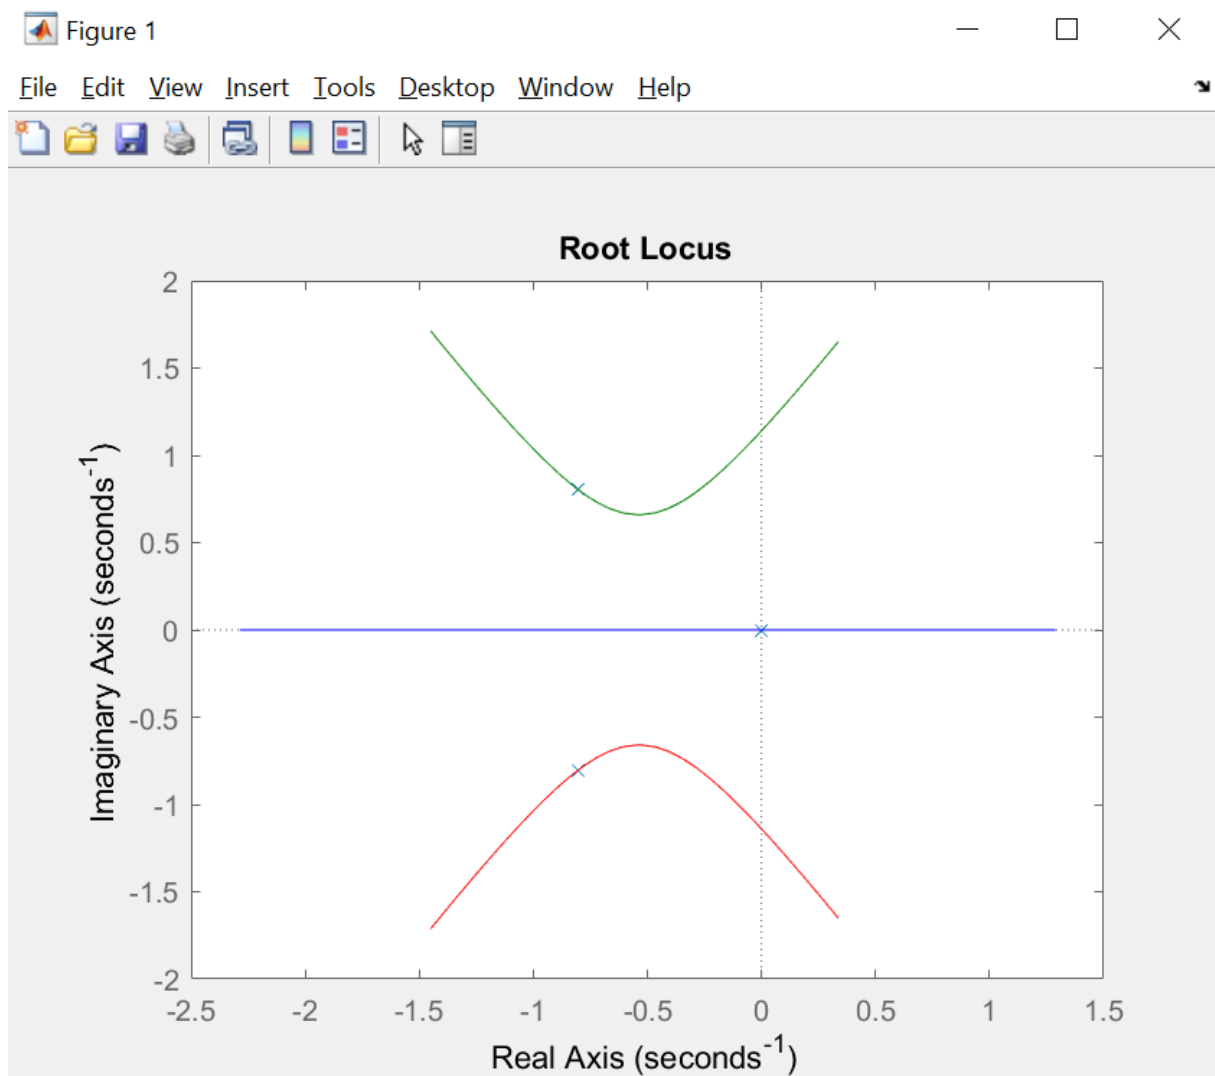 Figure 1
File Edit View Insert Tools Desktop Window Help
Root Locus
2
1.5
1
0.5
0
-0.5
-1
-1.5
-2
Imaginary Axis (seconds⁻¹)
-2.5 -2 -1.5 -1 -0.5 0 0.5 1 1.5
Real Axis (seconds⁻¹)